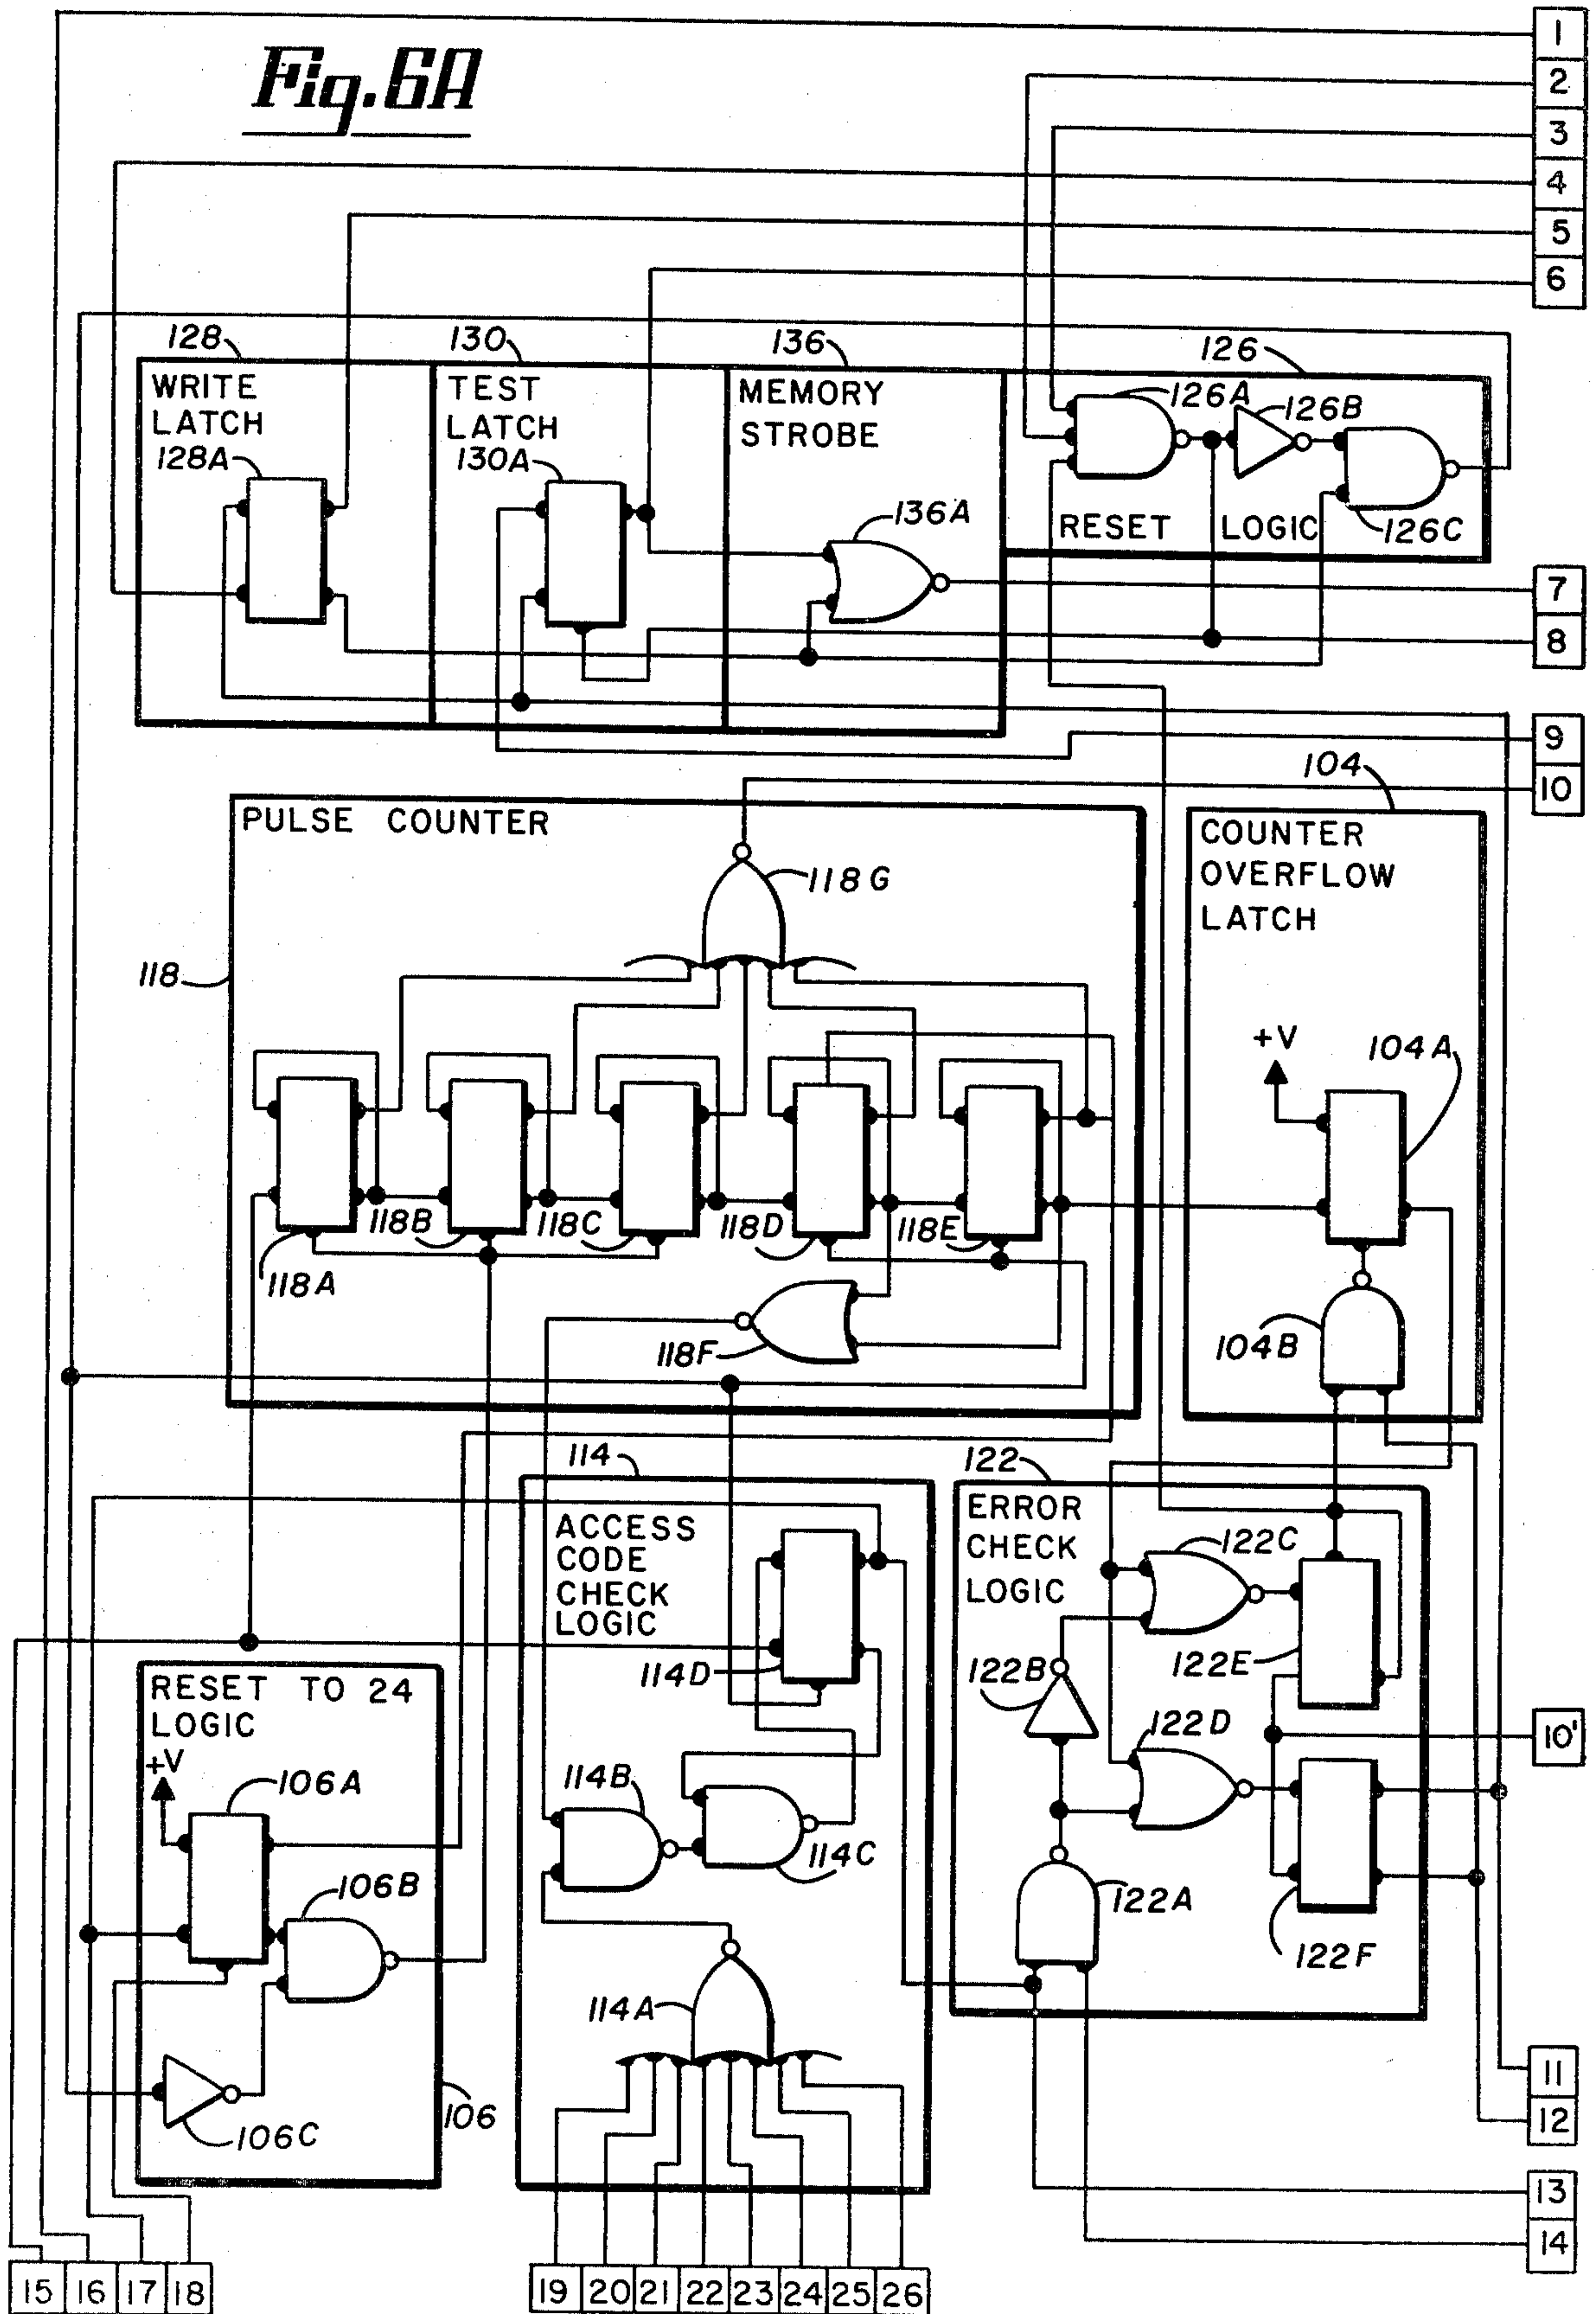 Fig. 6A
1
2
3
4
5
6
128
130
136
126
WRITE
LATCH
128A
TEST
LATCH
130A
MEMORY
STROBE
136A
126A
126B
126C
RESET LOGIC
7
8
9
10
PULSE COUNTER
118
118G
118A
118B
118C
118D
118E
118F
104
COUNTER
OVERFLOW
LATCH
+V
104A
104B
114
ACCESS
CODE
CHECK
LOGIC
114D
114B
114C
114A
122
ERROR
CHECK
LOGIC
122C
122E
122B
122D
122A
122F
10'
RESET TO 24
LOGIC
+V
106A
106B
106C
106
11
12
13
14
15 16 17 18
19 20 21 22 23 24 25 26